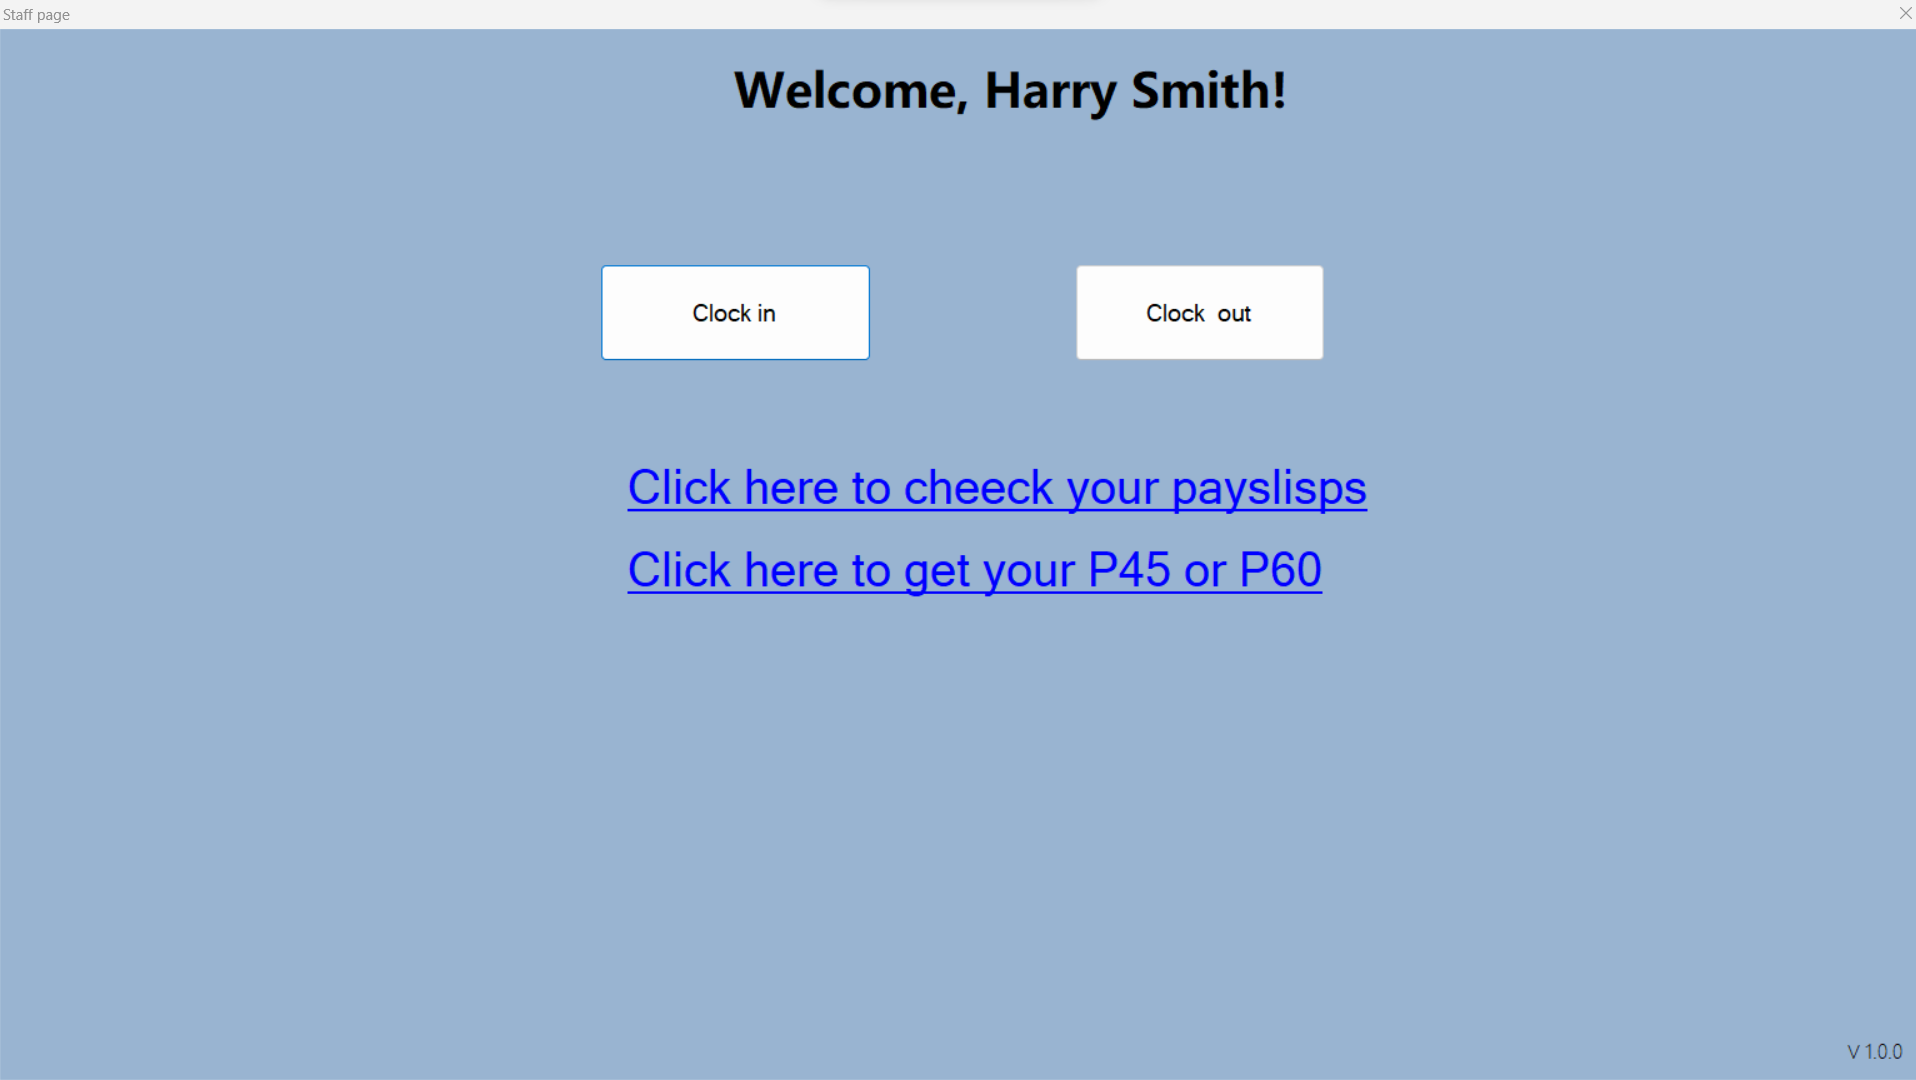 Staff page
Welcome, Harry Smith!
Clock in
Clock  out
Click here to cheeck your payslisps
Click here to get your P45 or P60
V 1.0.0